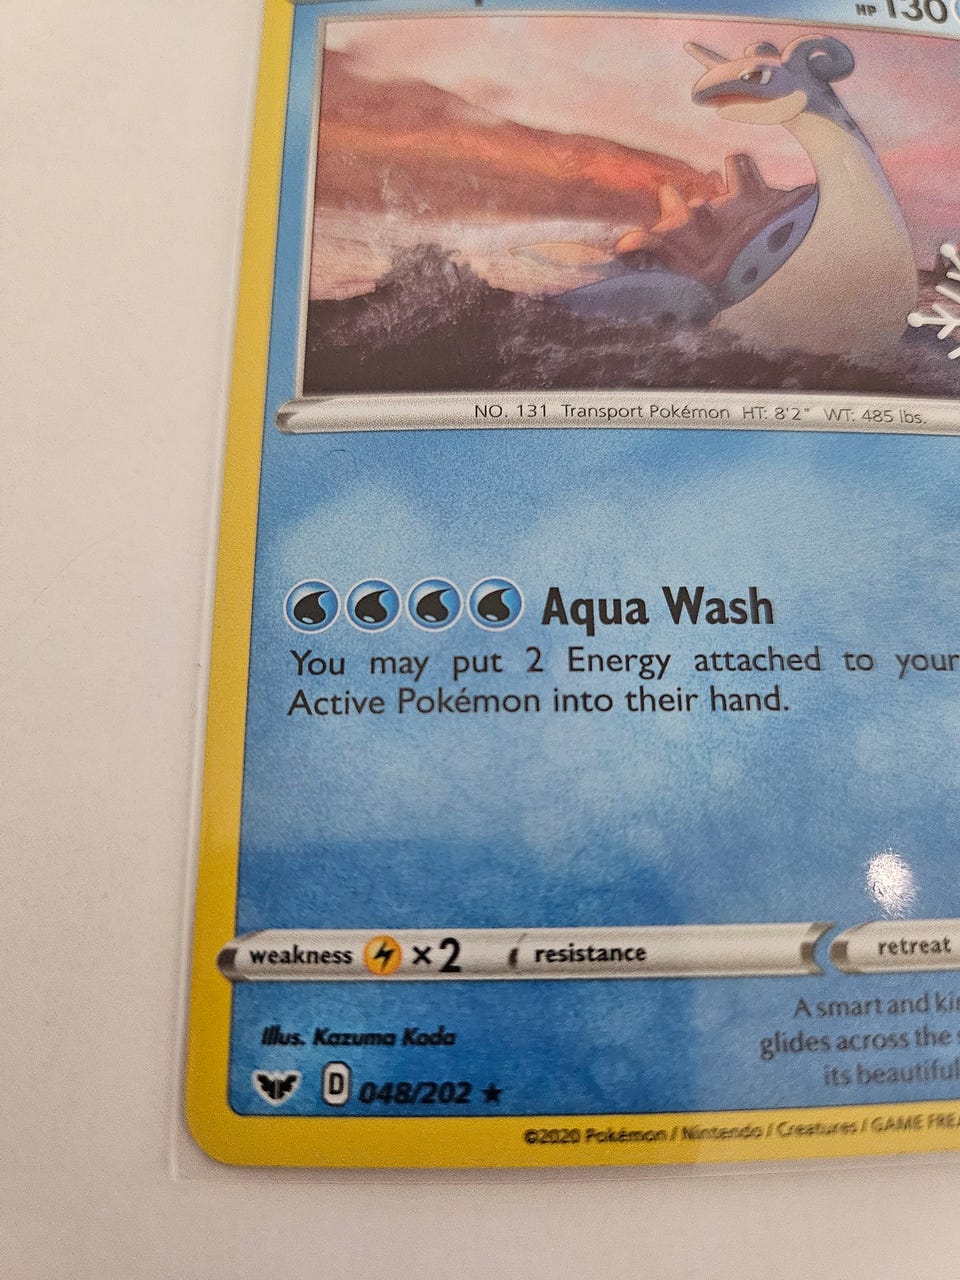 HP 130
NO. 131 Transport Pokémon HT: 8'2" WT: 485 lbs.
Aqua Wash
You may put 2 Energy attached to your
Active Pokémon into their hand.
weakness ×2 resistance retreat
A smart and
Illus. Kazuma Koda
glides across the
its beautiful
D 048/202 ★
©2020 Pokémon / Nintendo / Creatures / GAME